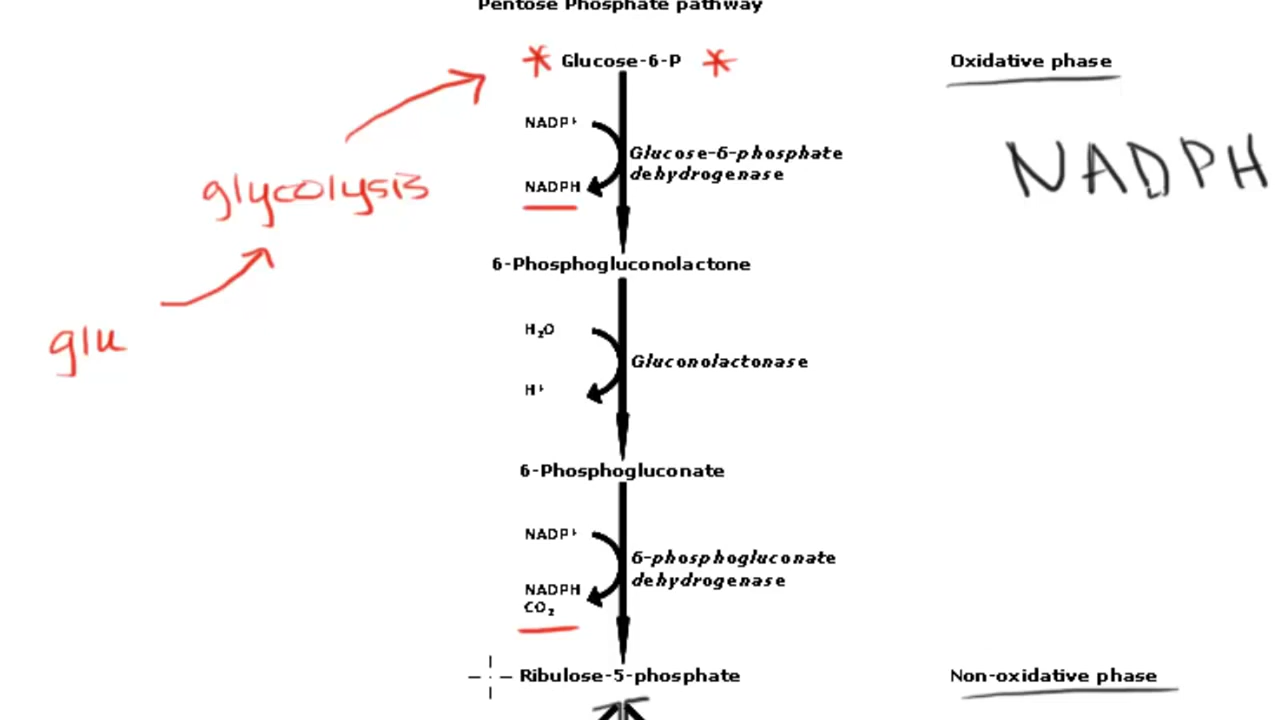 Pentose Phosphate pathway
* Glucose-6-P *
Oxidative phase
NADP+
Glucose-6-phosphate
dehydrogenase
NADPH
NADPH
glycolysis
6-Phosphogluconolactone
glu
H₂O
Gluconolactonase
H+
6-Phosphogluconate
NADP+
6-phosphogluconate
dehydrogenase
NADPH
CO₂
Ribulose-5-phosphate
Non-oxidative phase